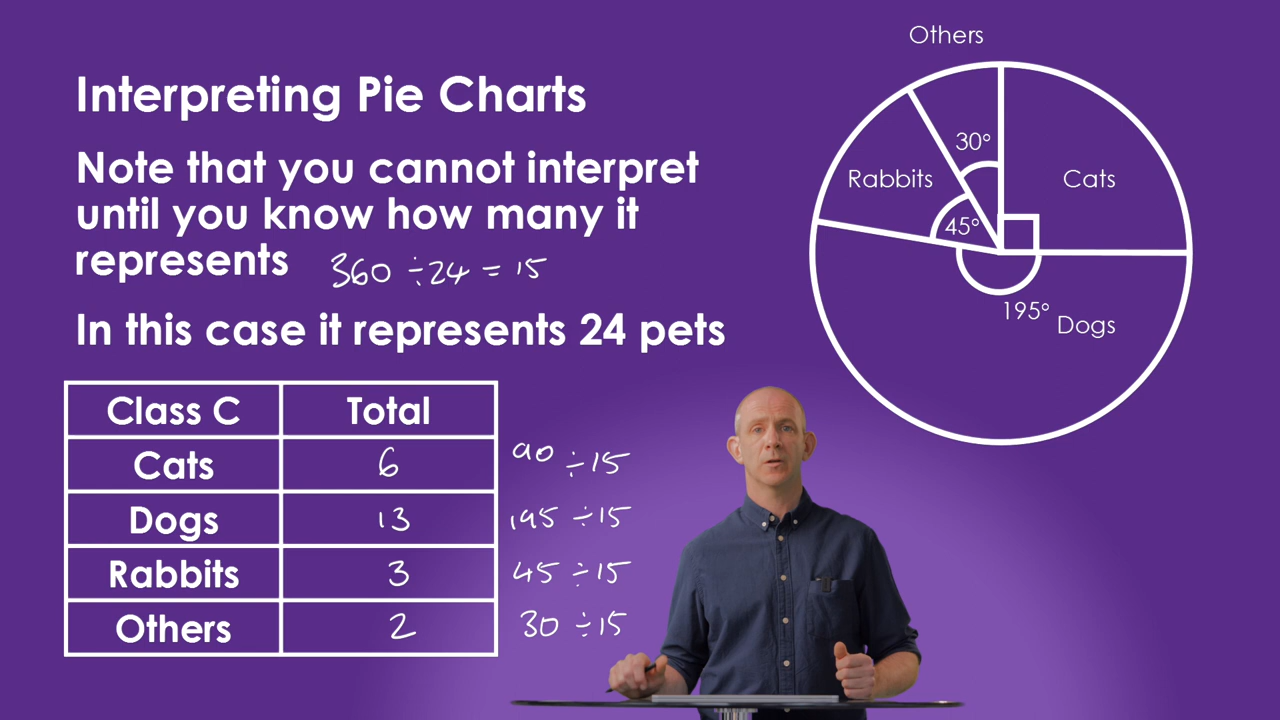 Others
Interpreting Pie Charts
30°
Note that you cannot interpret
Rabbits
Cats
until you know how many it
45°
represents 360 ÷ 24 = 15
195° Dogs
In this case it represents 24 pets
Class C Total
Cats 6 90 ÷ 15
Dogs 13 195 ÷ 15
Rabbits 3 45 ÷ 15
Others 2 30 ÷ 15